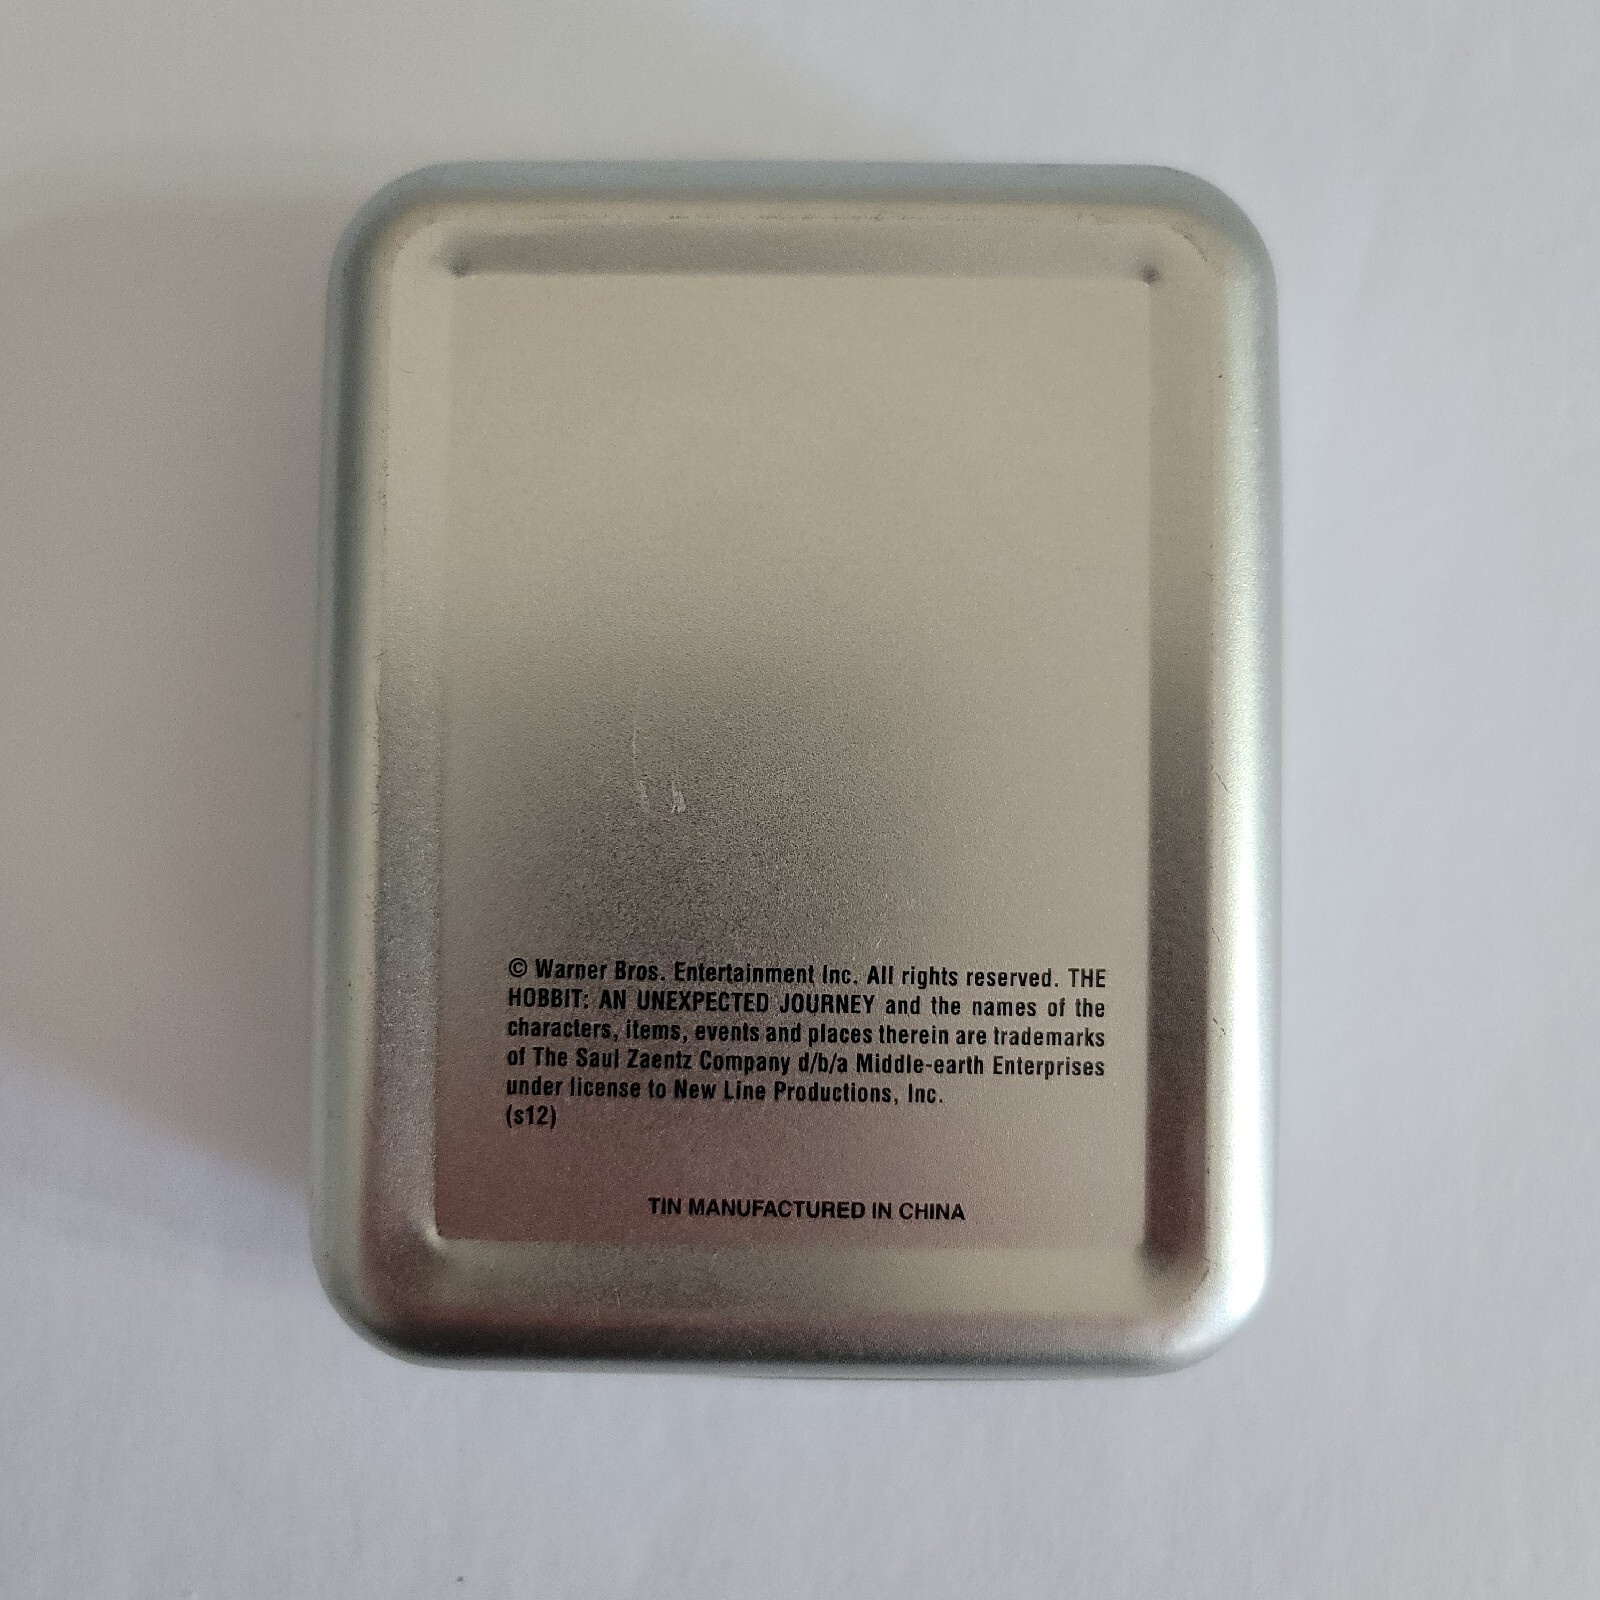 © Warner Bros. Entertainment Inc. All rights reserved. THE
HOBBIT: AN UNEXPECTED JOURNEY and the names of the
characters, items, events and places therein are trademarks
of The Saul Zaentz Company d/b/a Middle-earth Enterprises
under license to New Line Productions, Inc.
(s12)
TIN MANUFACTURED IN CHINA